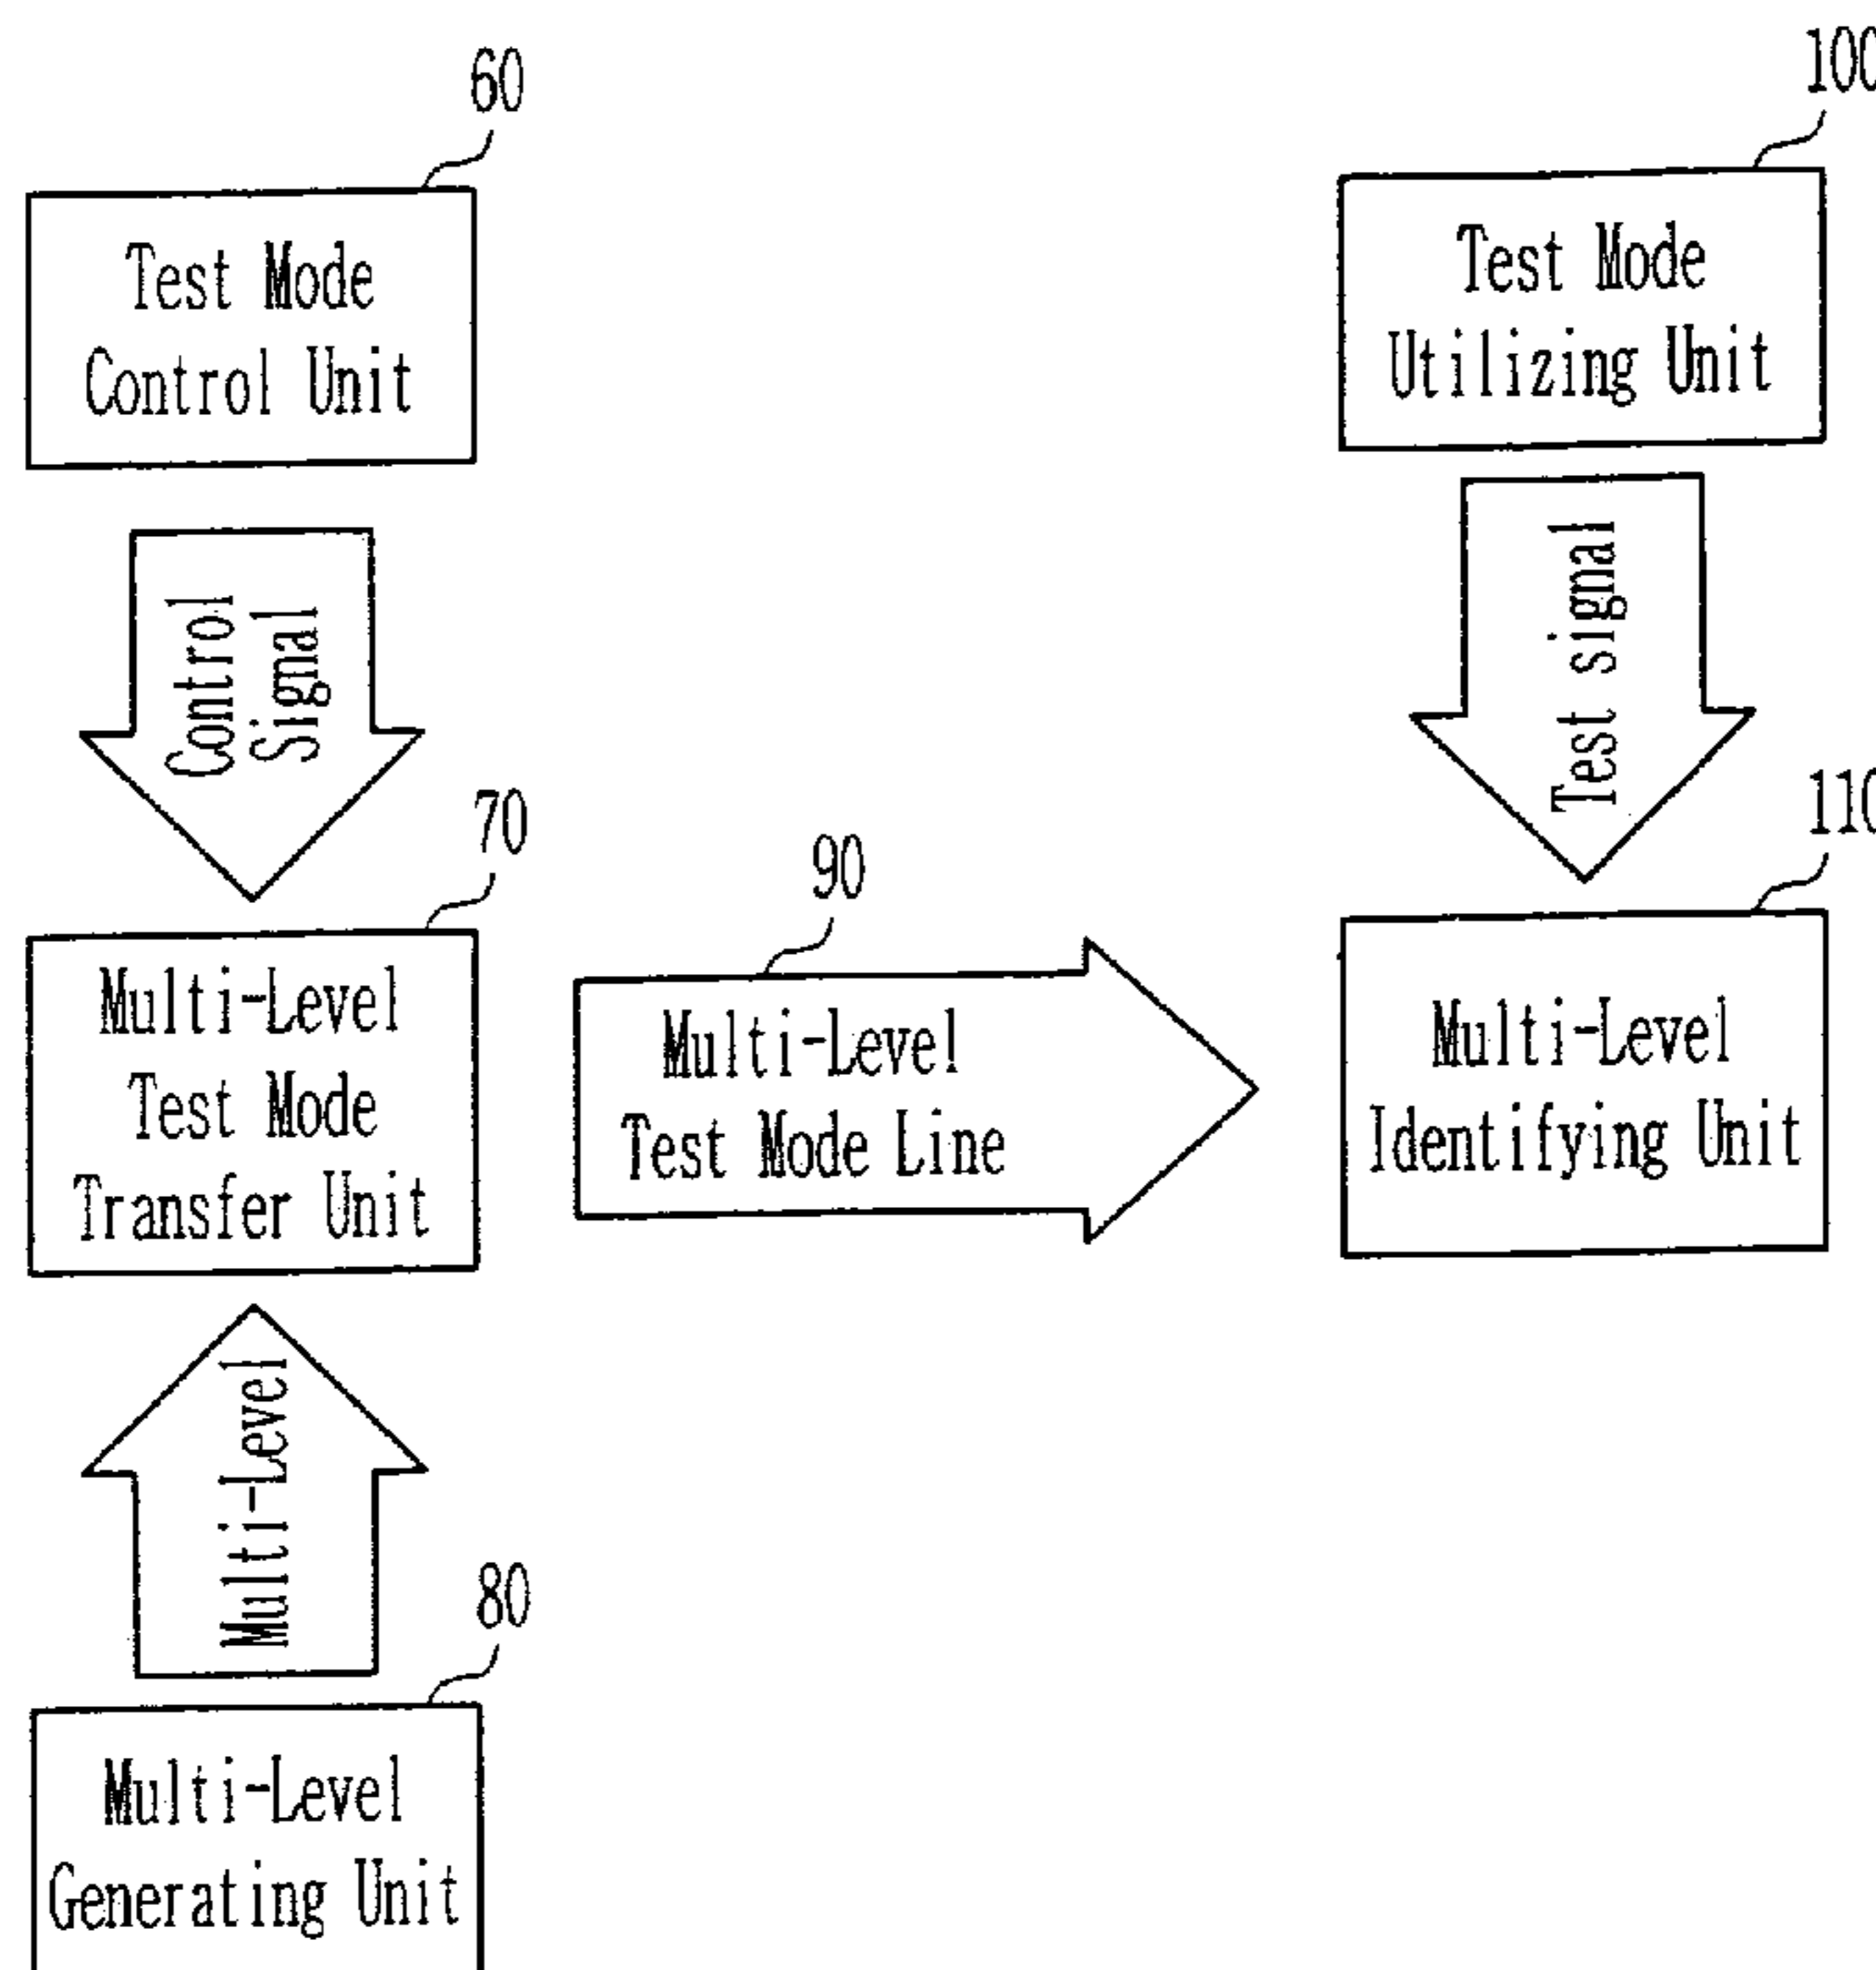 60
Test Mode
Control Unit
Control
Signal
70
Multi-Level
Test Mode
Transfer Unit
Multi-Level
80
Multi-Level
Generating Unit
90
Multi-Level
Test Mode Line
100
Test Mode
Utilizing Unit
Test signal
110
Multi-Level
Identifying Unit